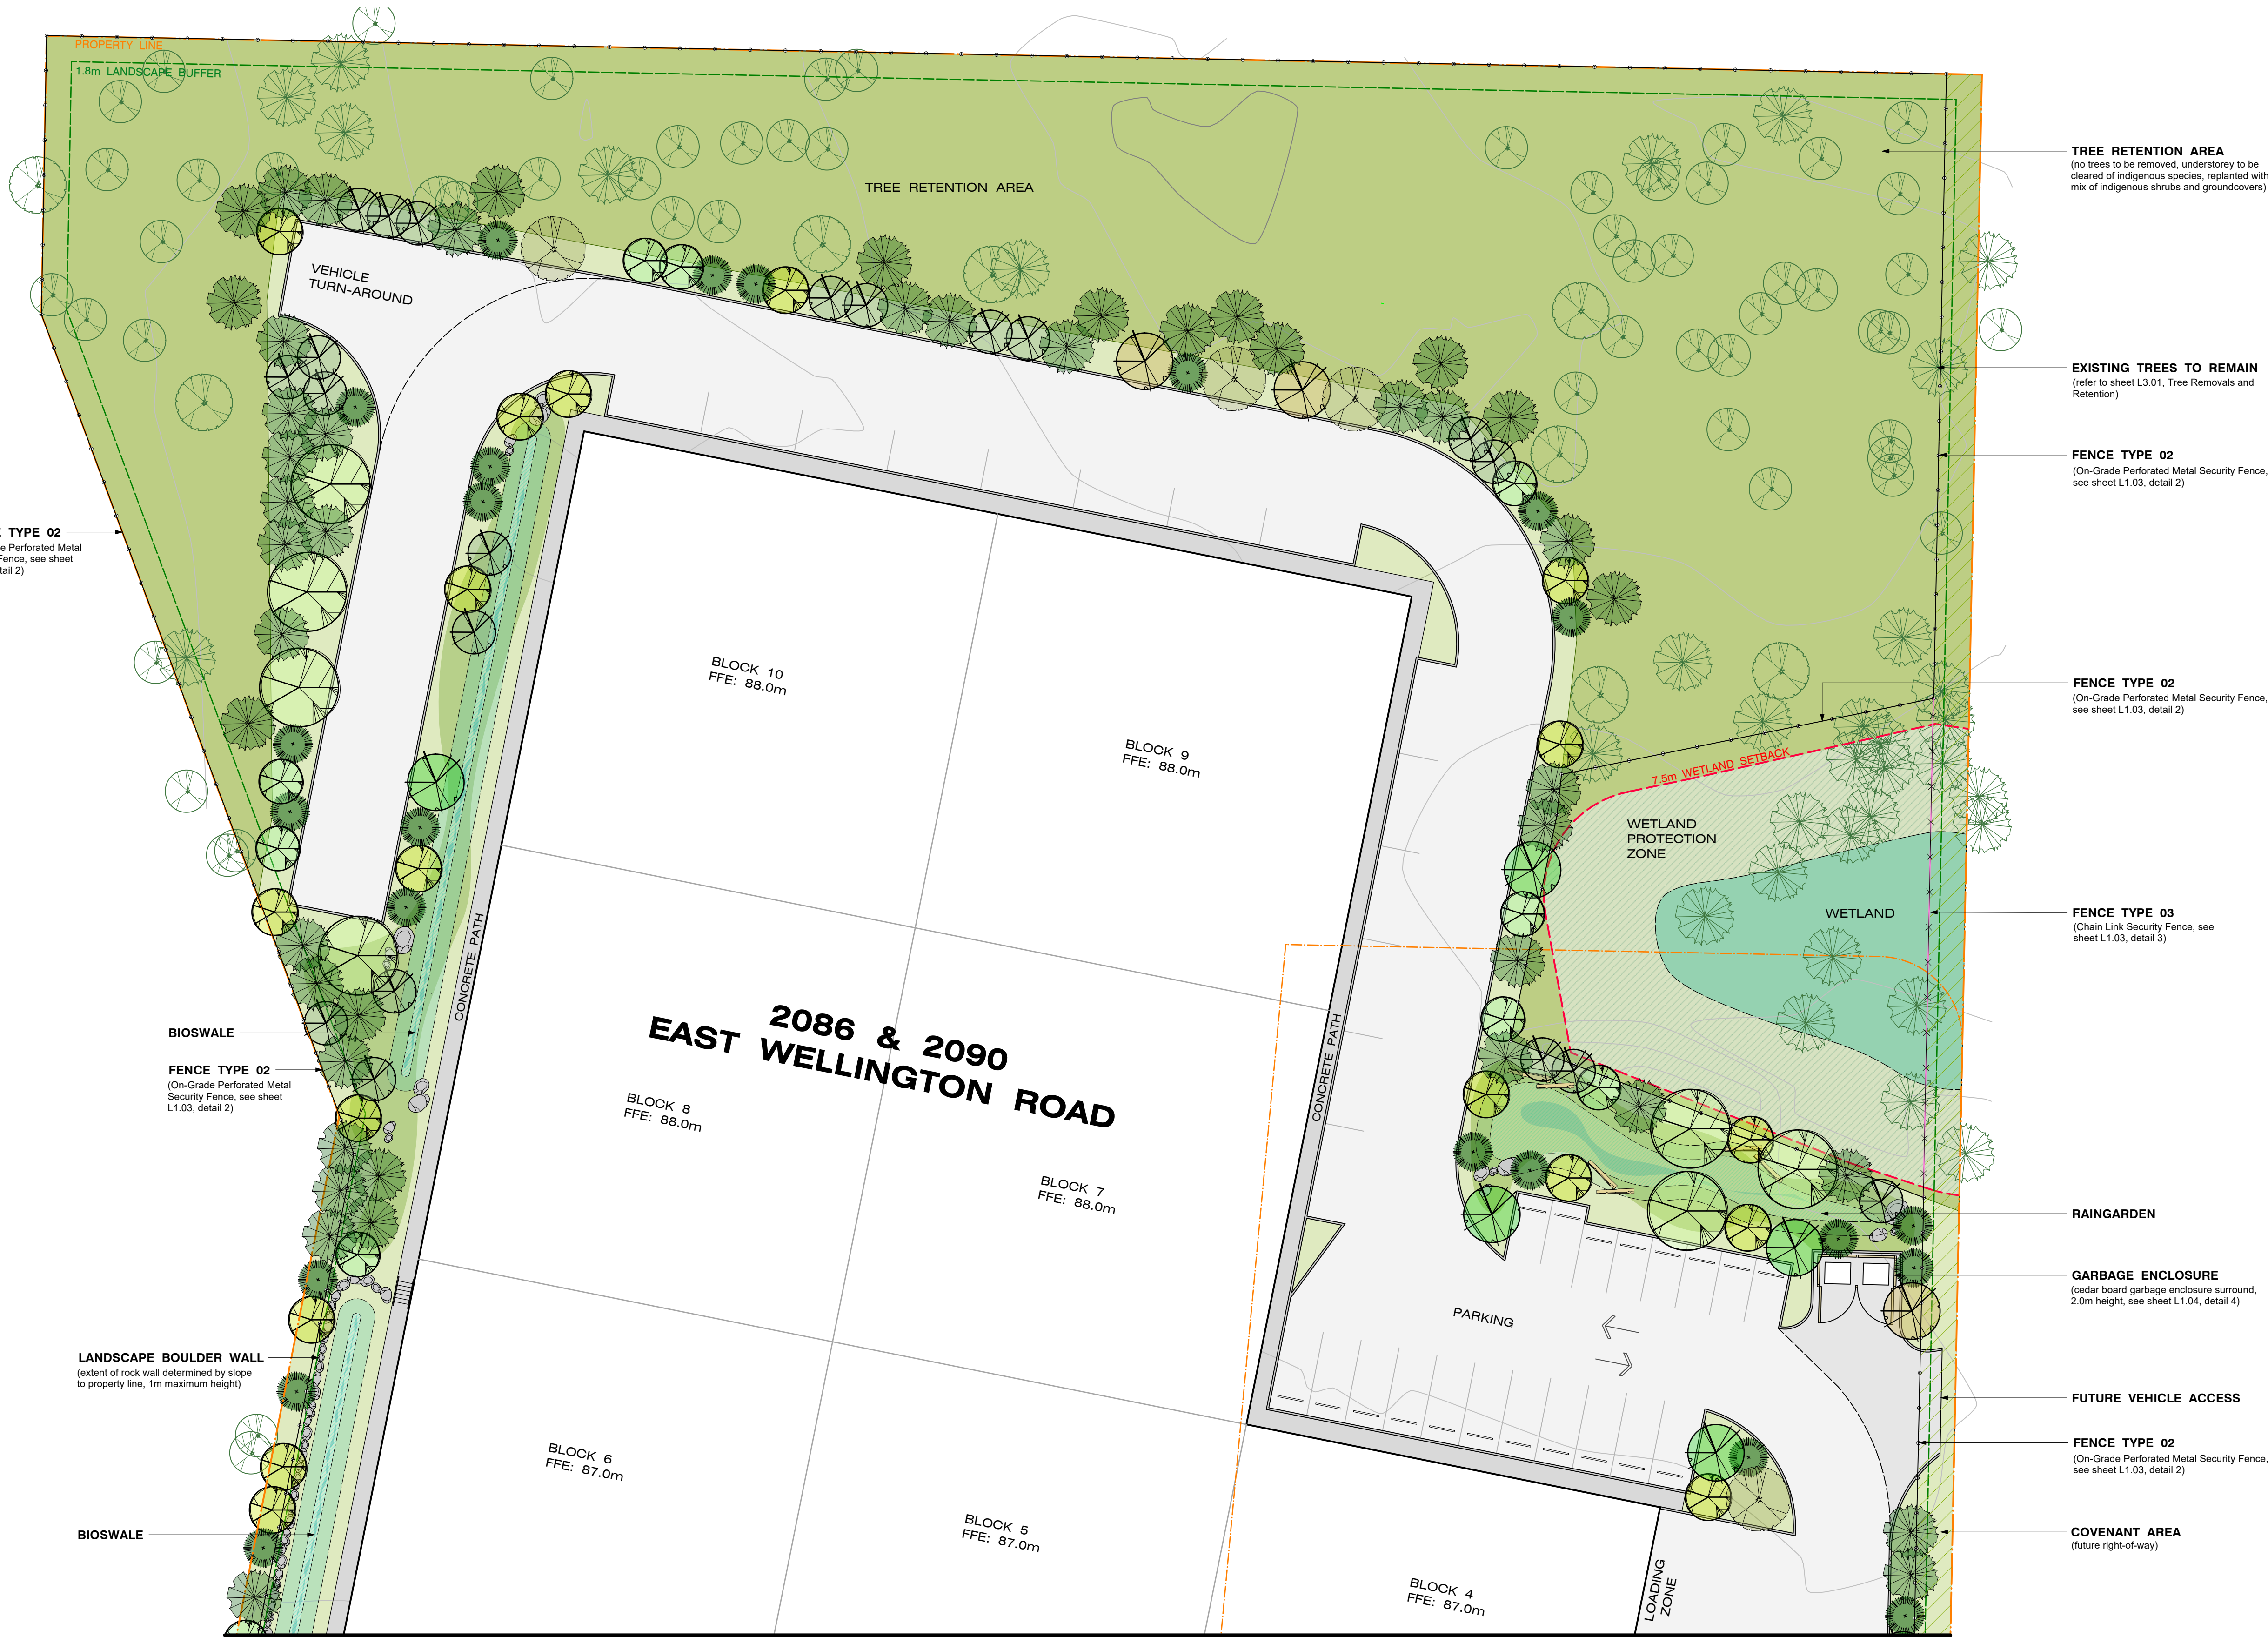 PROPERTY LINE
1.8m LANDSCAPE BUFFER
TREE RETENTION AREA
VEHICLE
TURN-AROUND
TREE RETENTION AREA
(no trees to be removed, understorey to be
cleared of indigenous species, replanted with
mix of indigenous shrubs and groundcovers)
EXISTING TREES TO REMAIN
(refer to sheet L3.01, Tree Removals and
Retention)
FENCE TYPE 02
(On-Grade Perforated Metal Security Fence,
see sheet L1.03, detail 2)
TYPE 02
Perforated Metal
Fence, see sheet
2)
FENCE TYPE 02
(On-Grade Perforated Metal Security Fence,
see sheet L1.03, detail 2)
BLOCK 10
FFE: 88.0m
BLOCK 9
FFE: 88.0m
7.5m WETLAND SETBACK
WETLAND
PROTECTION
ZONE
WETLAND
FENCE TYPE 03
(Chain Link Security Fence, see
sheet L1.03, detail 3)
CONCRETE PATH
2086 & 2090
EAST WELLINGTON ROAD
CONCRETE PATH
BIOSWALE
FENCE TYPE 02
(On-Grade Perforated Metal
Security Fence, see sheet
L1.03, detail 2)
BLOCK 8
FFE: 88.0m
BLOCK 7
FFE: 88.0m
RAINGARDEN
GARBAGE ENCLOSURE
(cedar board garbage enclosure surround,
2.0m height, see sheet L1.04, detail 4)
PARKING
LANDSCAPE BOULDER WALL
(extent of rock wall determined by slope
to property line, 1m maximum height)
FUTURE VEHICLE ACCESS
FENCE TYPE 02
(On-Grade Perforated Metal Security Fence,
see sheet L1.03, detail 2)
BLOCK 6
FFE: 87.0m
BLOCK 5
FFE: 87.0m
BIOSWALE
COVENANT AREA
(future right-of-way)
BLOCK 4
FFE: 87.0m
LOADING
ZONE